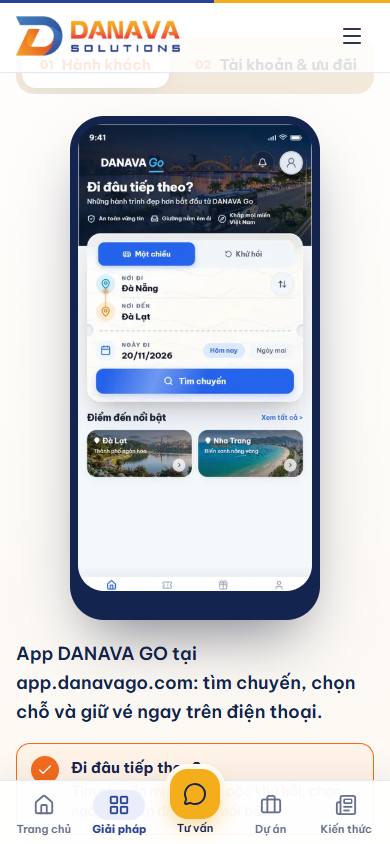 DANAVA
SOLUTIONS
01 Hành khách
02 Tài khoản & ưu đãi
9:41
DANAVA Go
Đi đâu tiếp theo?
Những hành trình đẹp hơn bắt đầu từ DANAVA Go
An toàn vững tin
Giường nằm êm ái
Khắp mọi miền
Việt Nam
Một chiều
Khứ hồi
NƠI ĐI
Đà Nẵng
NƠI ĐẾN
Đà Lạt
NGÀY ĐI
20/11/2026
Hôm nay
Ngày mai
Tìm chuyến
Điểm đến nổi bật
Xem tất cả >
Đà Lạt
Thành phố ngàn hoa
Nha Trang
Biển xanh nắng vàng
App DANAVA GO tại
app.danavago.com: tìm chuyến, chọn
chỗ và giữ vé ngay trên điện thoại.
Đi đâu tiếp theo?
Trang chủ
Giải pháp
Tư vấn
Dự án
Kiến thức